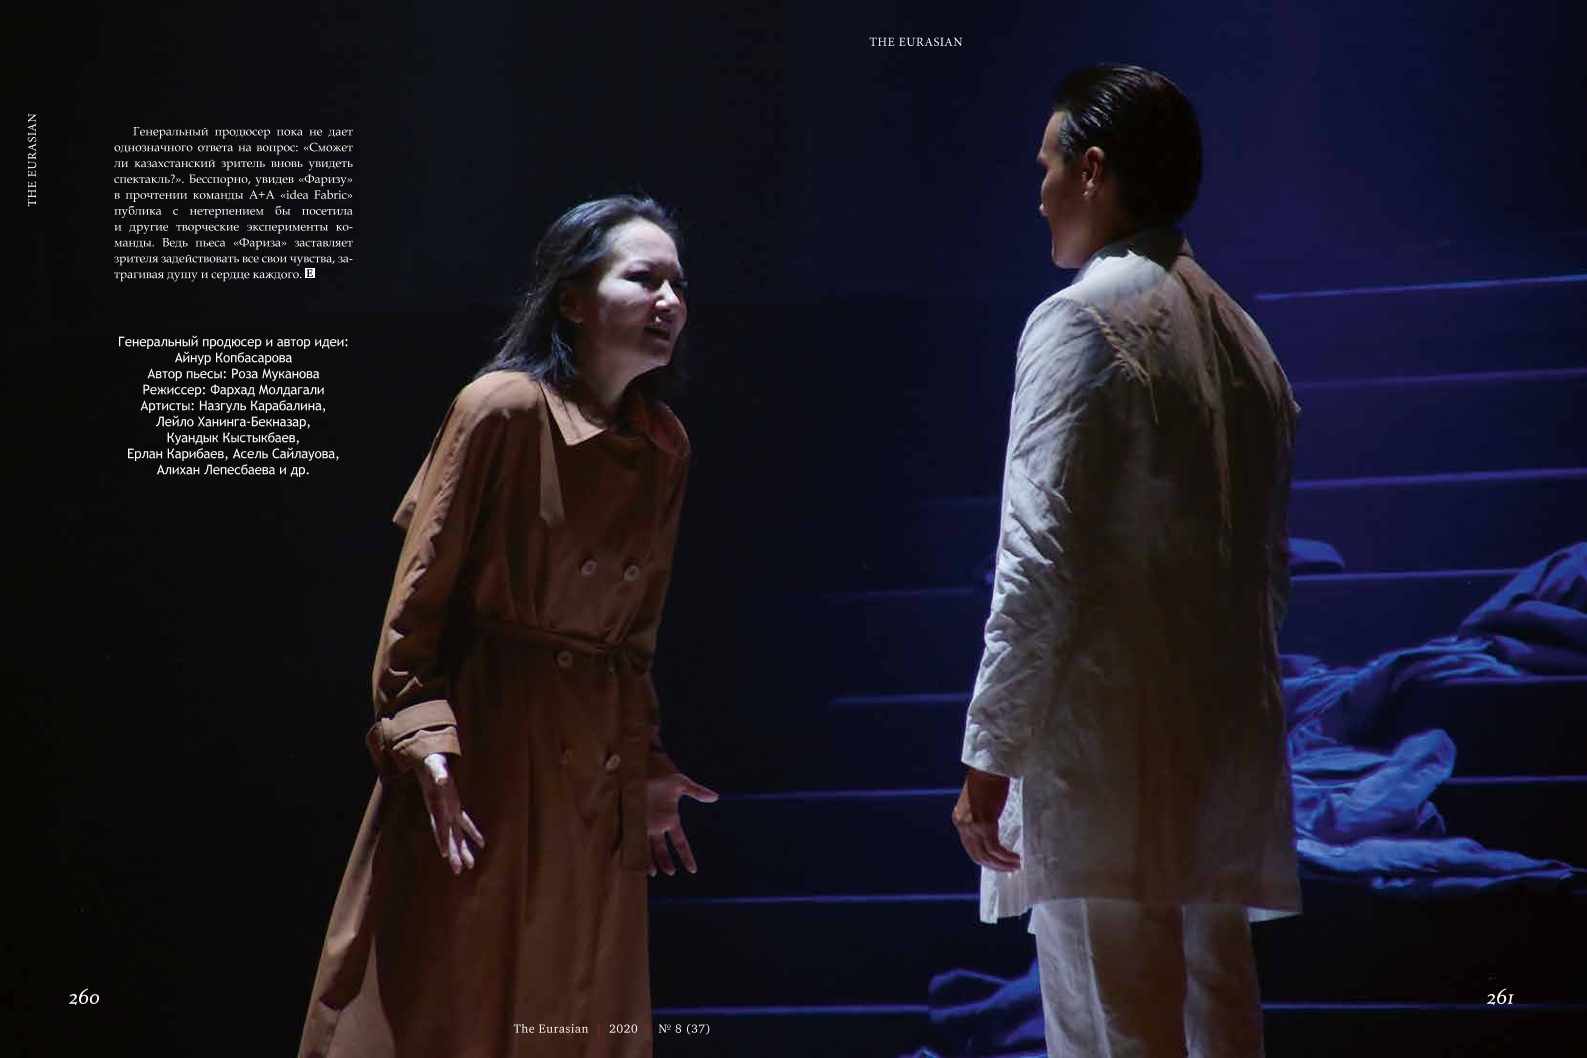 THE EURASIAN
THE EURASIAN
Генеральный продюсер пока не дает
однозначного ответа на вопрос: «Сможет
ли казахстанский зритель вновь увидеть
спектакль?». Бесспорно, увидев «Фаризу»
в прочтении команды А+А «idea Fabric»
публика с нетерпением бы посетила
и другие творческие эксперименты ко-
манды. Ведь пьеса «Фариза» заставляет
зрителя задействовать все свои чувства, за-
трагивая душу и сердце каждого. E
Генеральный продюсер и автор идеи:
Айнур Копбасарова
Автор пьесы: Роза Муканова
Режиссер: Фархад Молдагали
Артисты: Назгуль Карабалина,
Лейло Ханинга-Бекназар,
Куандык Кыстыкбаев,
Ерлан Карибаев, Асель Сайлауова,
Алихан Лепесбаева и др.
260
The Eurasian | 2020 | № 8 (37)
261